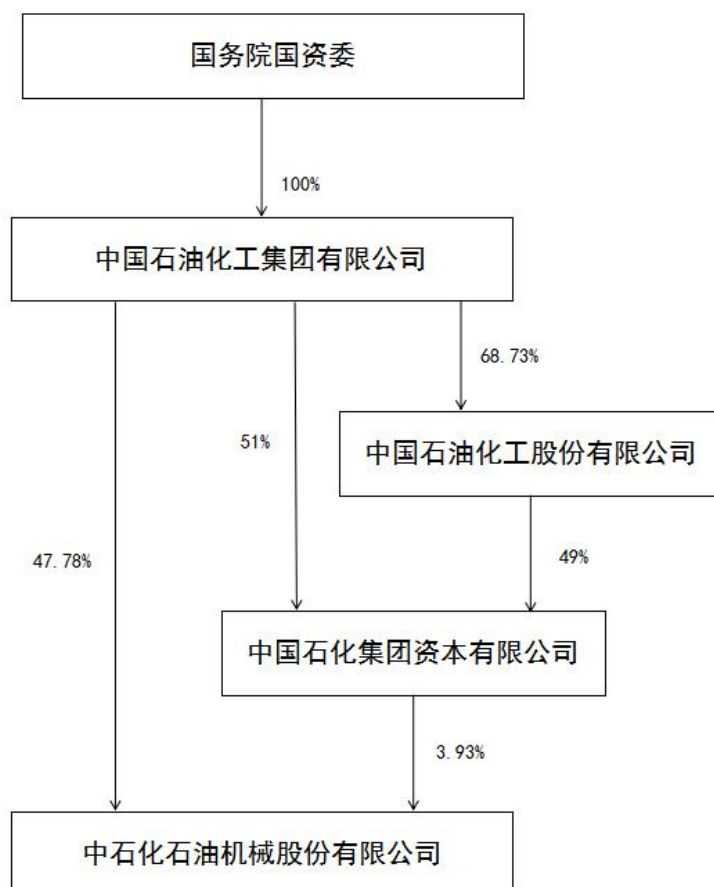 国务院国资委
100%
中国石油化工集团有限公司
68.73%
51%
中国石油化工股份有限公司
47.78%
49%
中国石化集团资本有限公司
3.93%
中石化石油机械股份有限公司